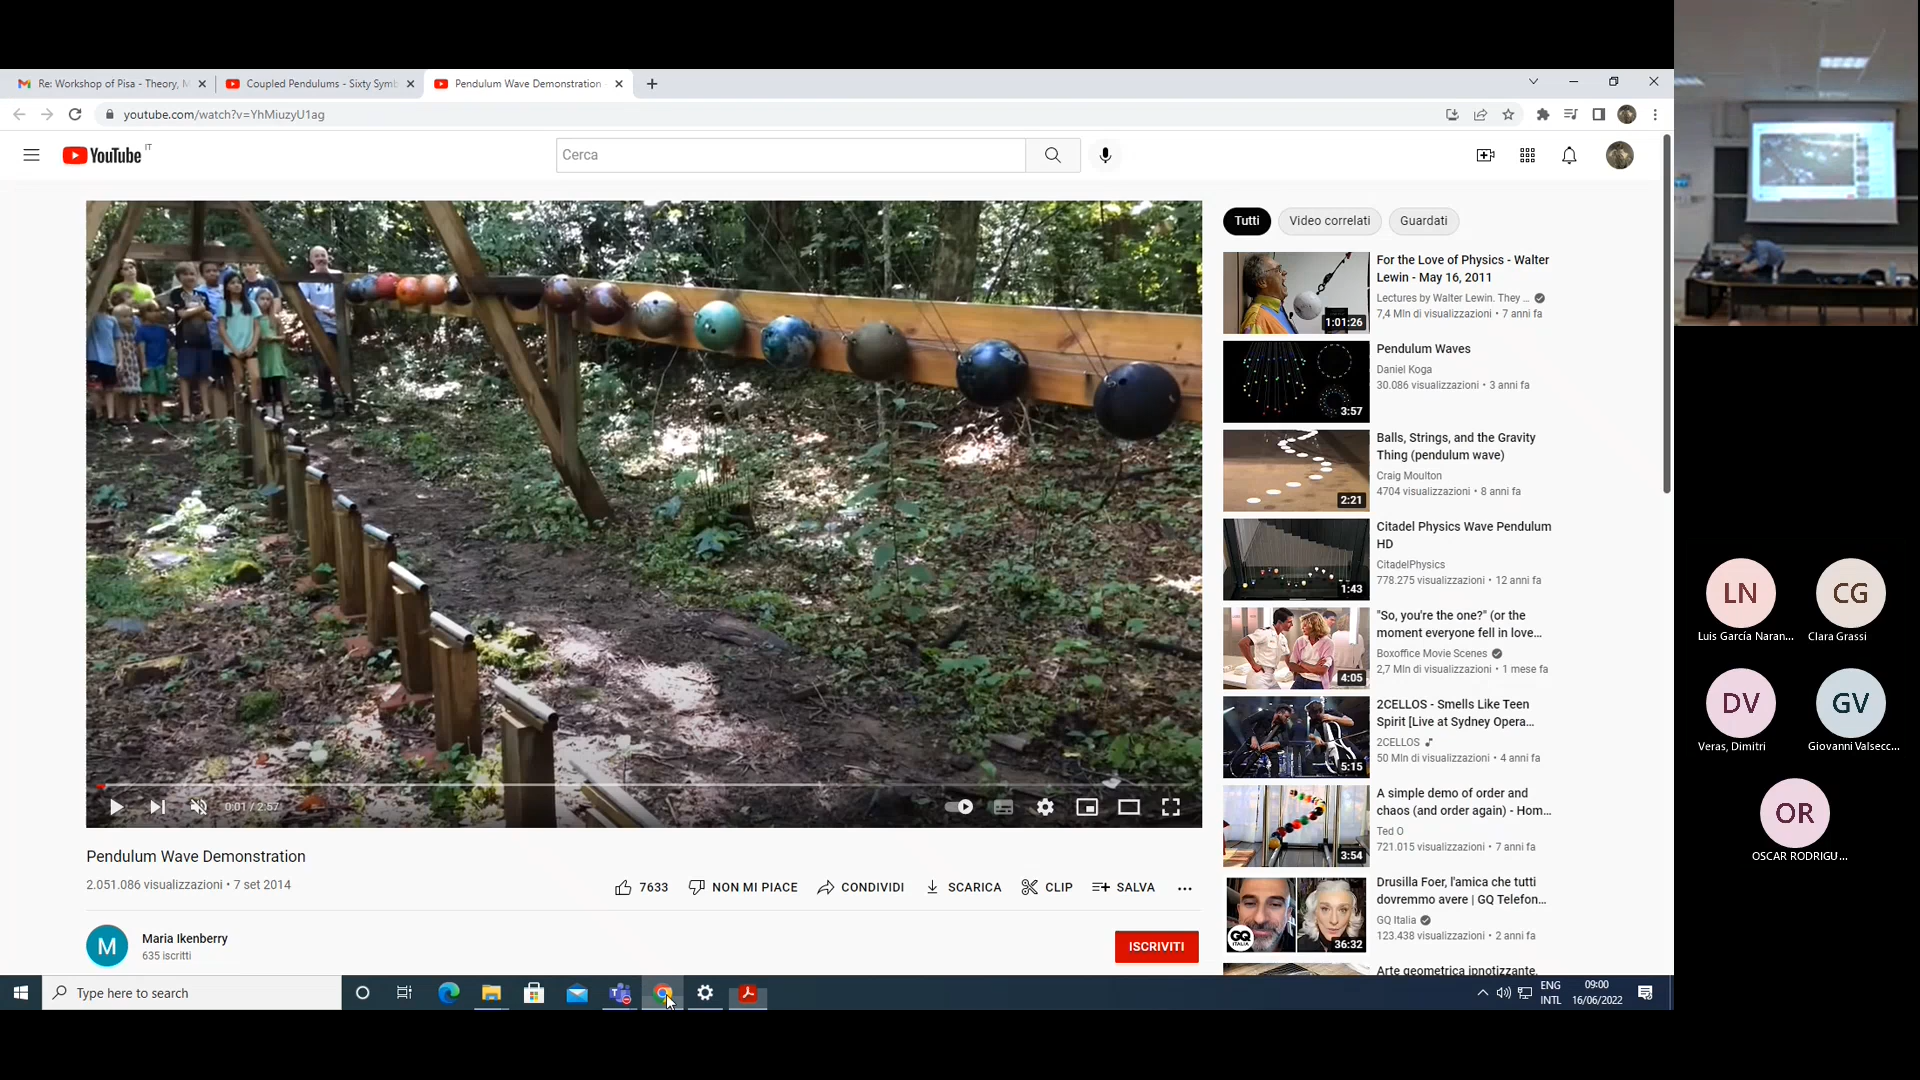 Re: Workshop of Pisa - Theory, M
Coupled Pendulums - Sixty Symb
Pendulum Wave Demonstration
youtube.com/watch?v=YhMiuzyU1ag
YouTube IT
Cerca
Tutti
Video correlati
Guardati
For the Love of Physics - Walter
Lewin - May 16, 2011
Lectures by Walter Lewin. They ...
7,4 Mln di visualizzazioni • 7 anni fa
1:01:26
Pendulum Waves
Daniel Koga
30.086 visualizzazioni • 3 anni fa
3:57
Balls, Strings, and the Gravity
Thing (pendulum wave)
Craig Moulton
4704 visualizzazioni • 8 anni fa
2:21
Citadel Physics Wave Pendulum
HD
CitadelPhysics
778.275 visualizzazioni • 12 anni fa
1:43
"So, you're the one?" (or the
moment everyone fell in love...
Boxoffice Movie Scenes
2,7 Mln di visualizzazioni • 1 mese fa
4:05
2CELLOS - Smells Like Teen
Spirit [Live at Sydney Opera...
2CELLOS
50 Mln di visualizzazioni • 4 anni fa
5:15
A simple demo of order and
chaos (and order again) - Hom...
Ted O
721.015 visualizzazioni • 7 anni fa
3:54
Drusilla Foer, l'amica che tutti
dovremmo avere | GQ Telefon...
GQ Italia
123.438 visualizzazioni • 2 anni fa
GQ
ITALIA
36:32
Arte geometrica ipnotizzante,
0:01 / 2:57
Pendulum Wave Demonstration
2.051.086 visualizzazioni • 7 set 2014
7633
NON MI PIACE
CONDIVIDI
SCARICA
CLIP
SALVA
M
Maria Ikenberry
635 iscritti
ISCRIVITI
Type here to search
ENG
INTL
09:00
16/06/2022
LN
Luis García Naran...
CG
Clara Grassi
DV
Veras, Dimitri
GV
Giovanni Valsecc...
OR
OSCAR RODRIGU...